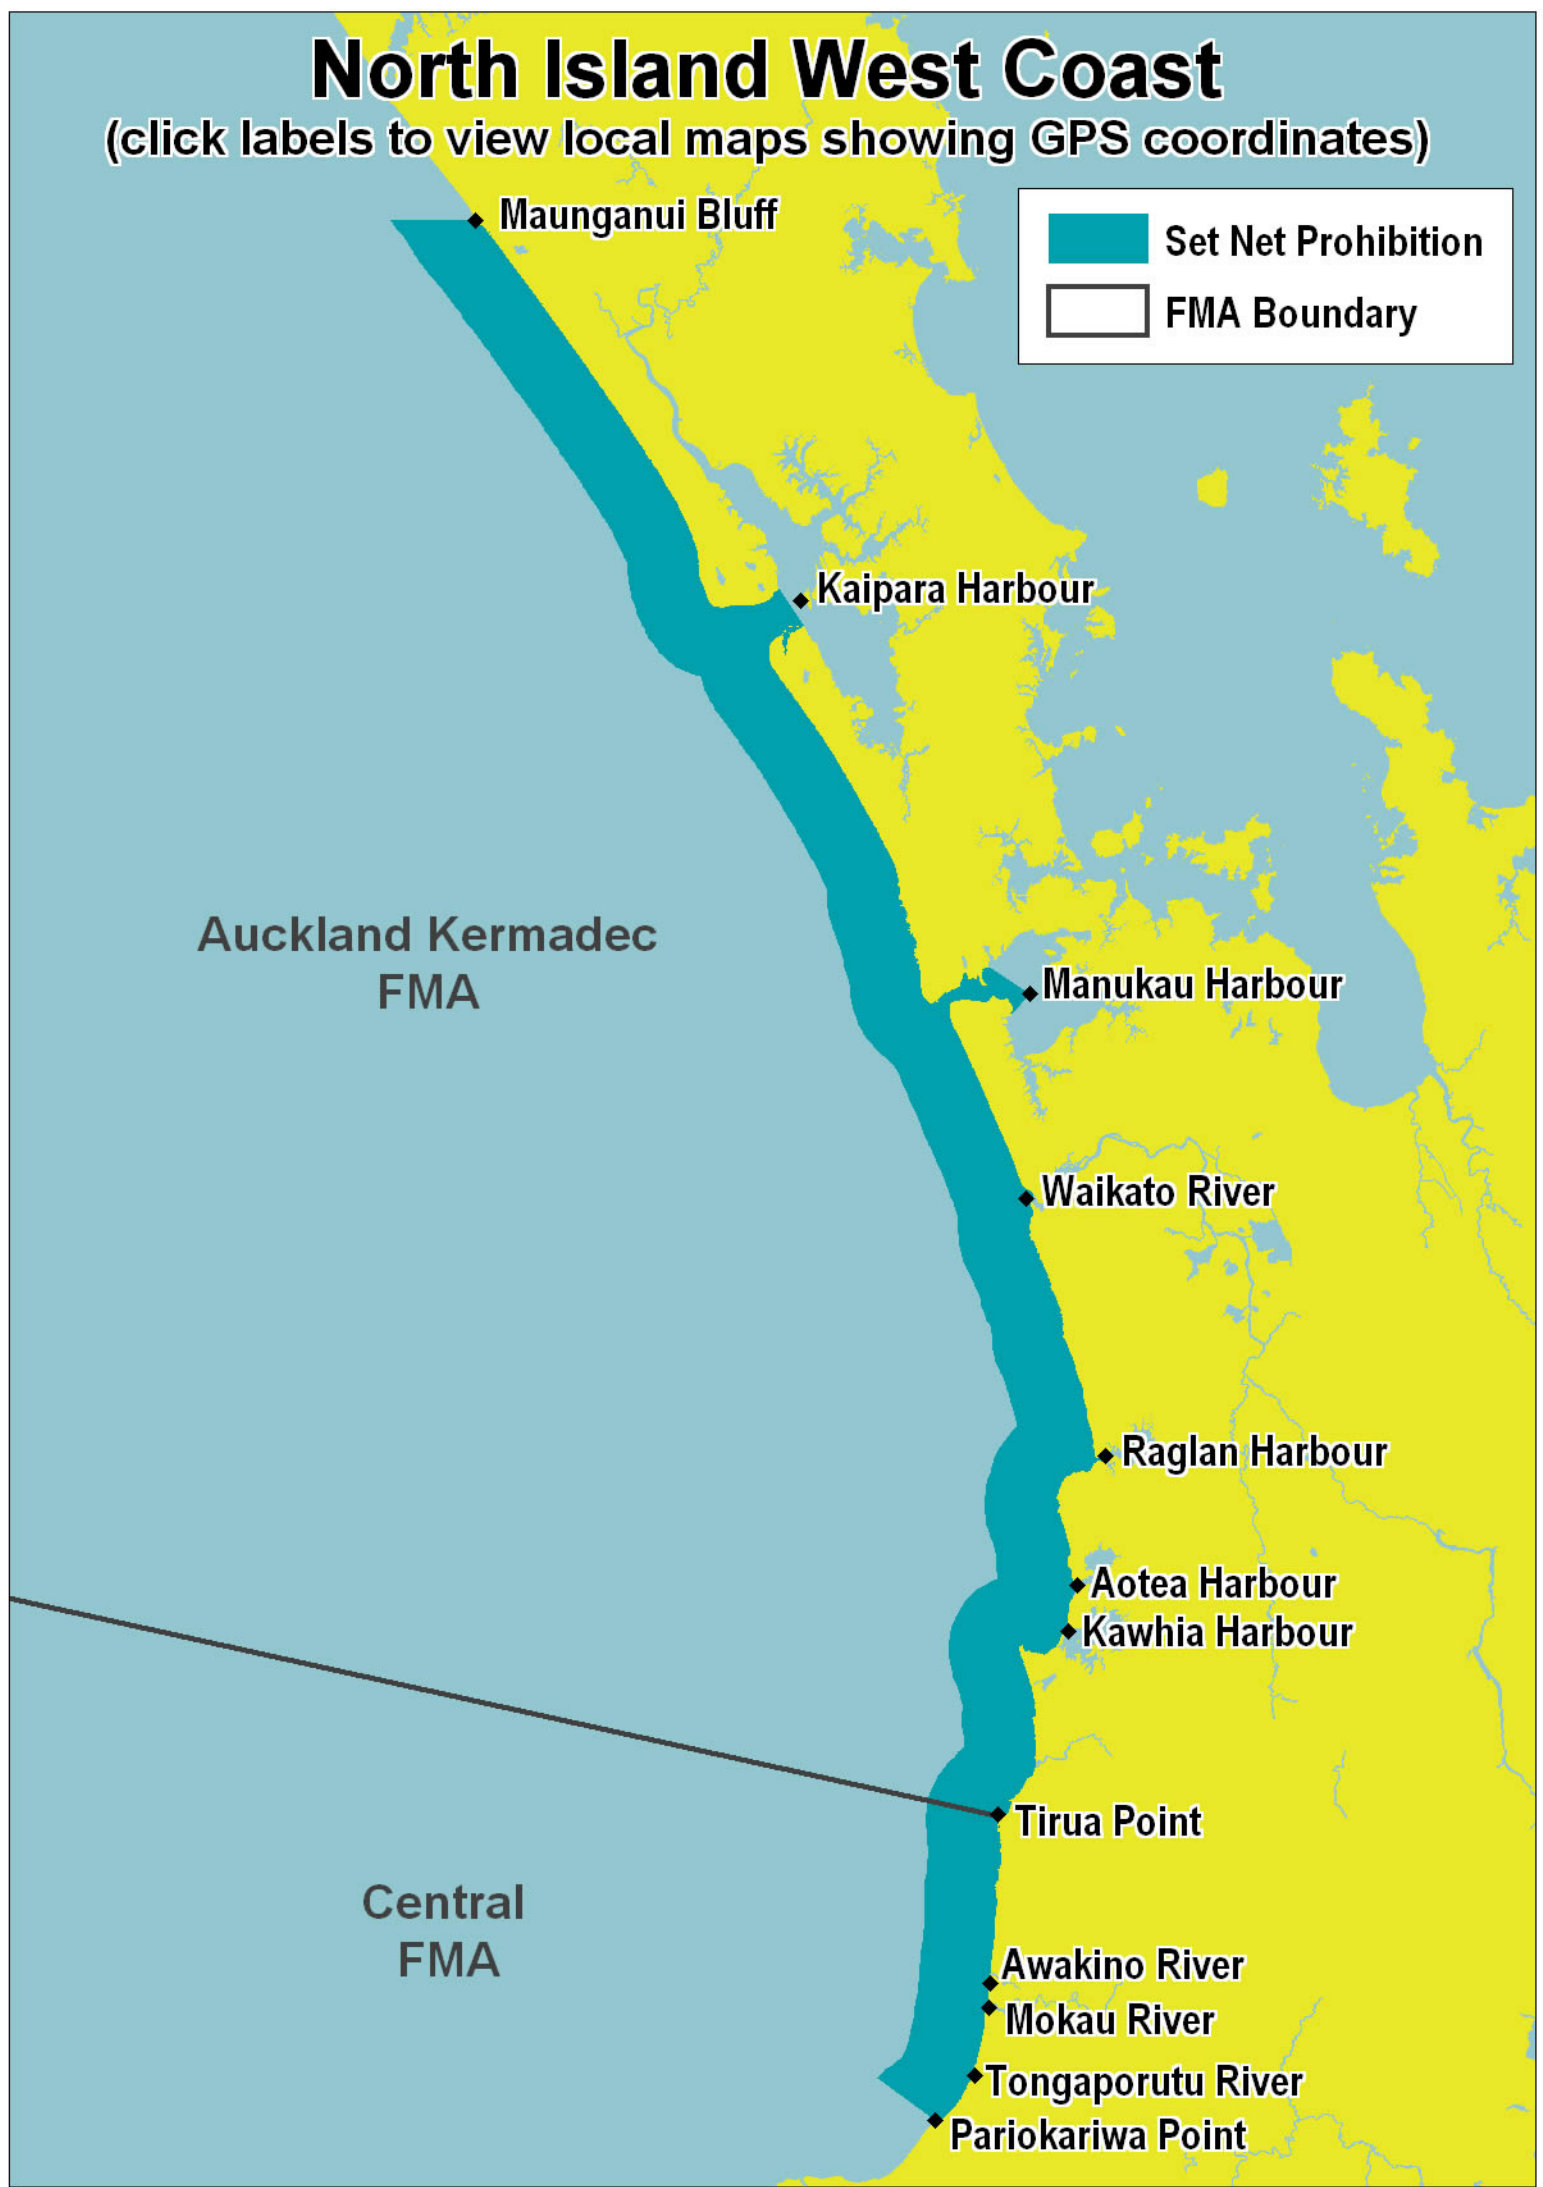 North Island West Coast
(click labels to view local maps showing GPS coordinates)
Maunganui Bluff
Set Net Prohibition
FMA Boundary
Kaipara Harbour
Auckland Kermadec
FMA
Manukau Harbour
Waikato River
Raglan Harbour
Aotea Harbour
Kawhia Harbour
Tirua Point
Central
FMA
Awakino River
Mokau River
Tongaporutu River
Pariokariwa Point